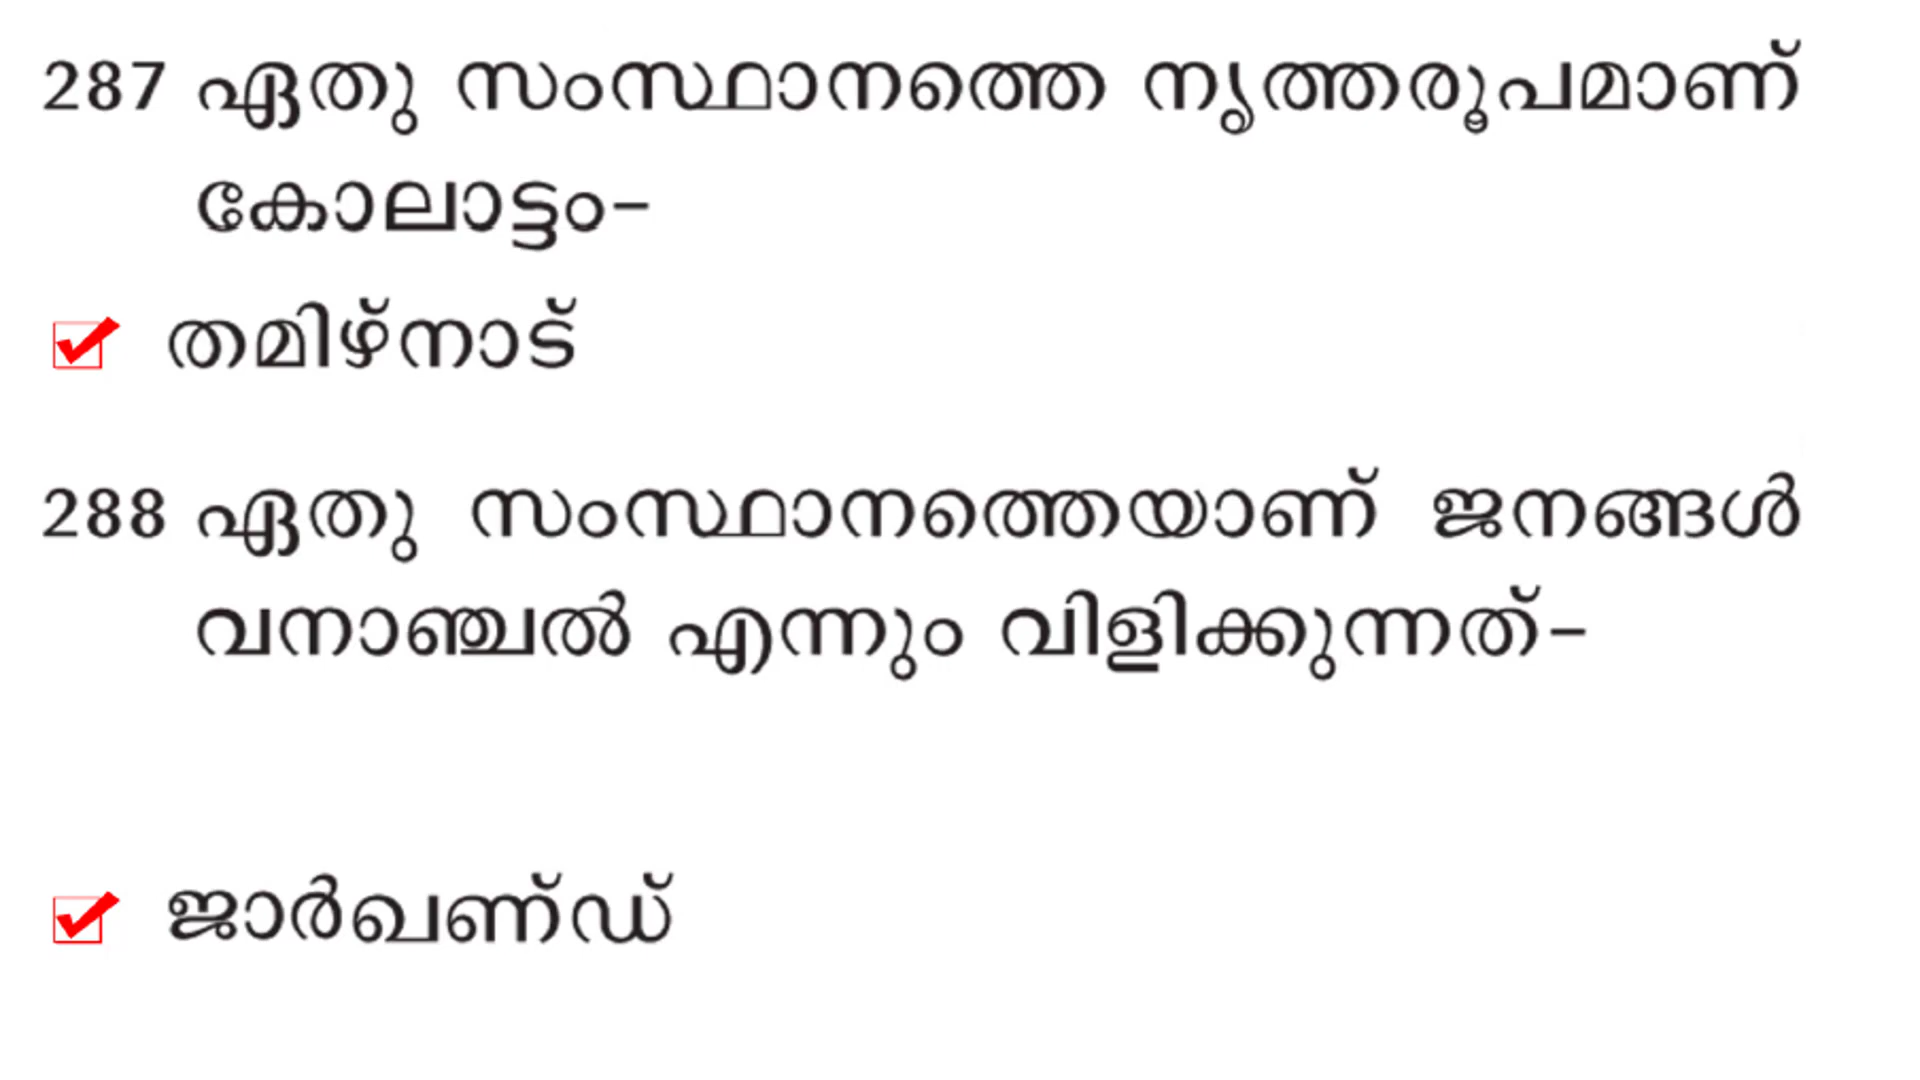 287 ഏതു സംസ്ഥാനത്തെ നൃത്തരൂപമാണ്
കോലാട്ടം-
തമിഴ്നാട്
288 ഏതു സംസ്ഥാനത്തെയാണ് ജനങ്ങൾ
വനാഞ്ചൽ എന്നും വിളിക്കുന്നത്-
ജാർഖണ്ഡ്